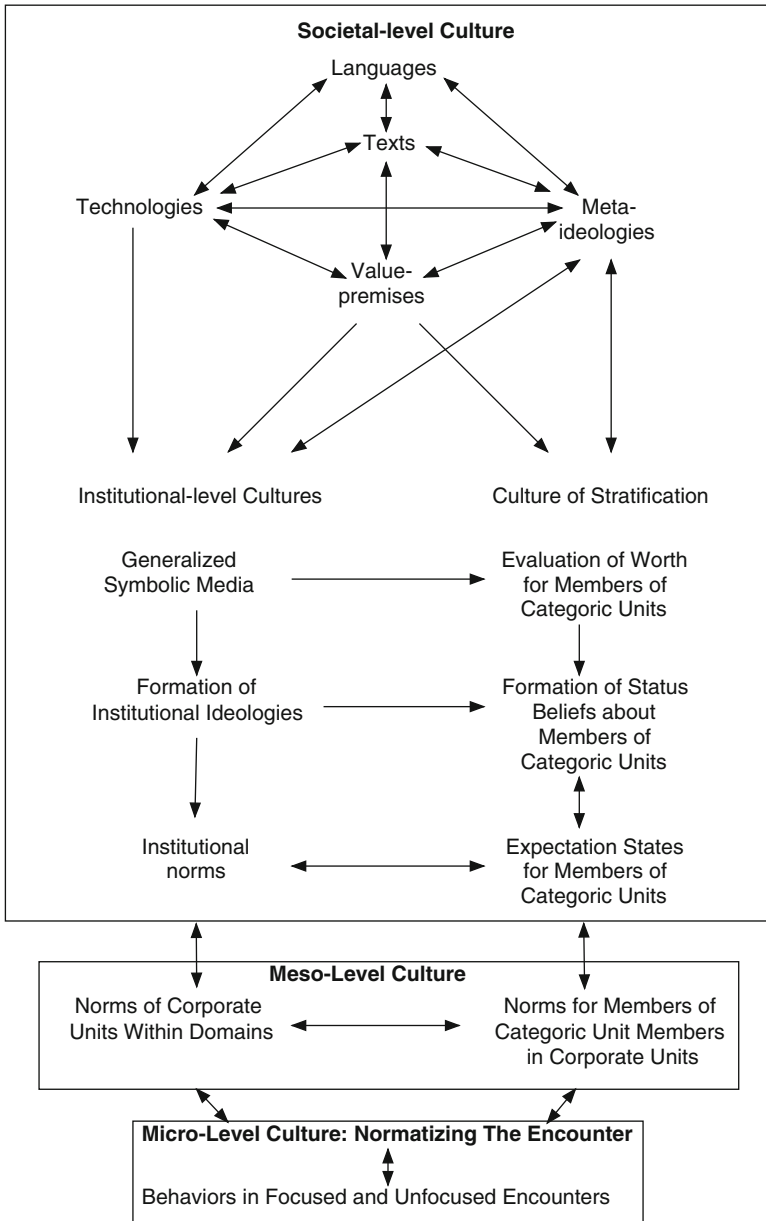 Societal-level Culture
Languages
Texts
Technologies
Meta-
ideologies
Value-
premises
Institutional-level Cultures
Culture of Stratification
Generalized
Symbolic Media
Evaluation of Worth
for Members of
Categoric Units
Formation of
Institutional Ideologies
Formation of Status
Beliefs about
Members of
Categoric Units
Institutional
norms
Expectation States
for Members of
Categoric Units
Meso-Level Culture
Norms of Corporate
Units Within Domains
Norms for Members of
Categoric Unit Members
in Corporate Units
Micro-Level Culture: Normatizing The Encounter
Behaviors in Focused and Unfocused Encounters